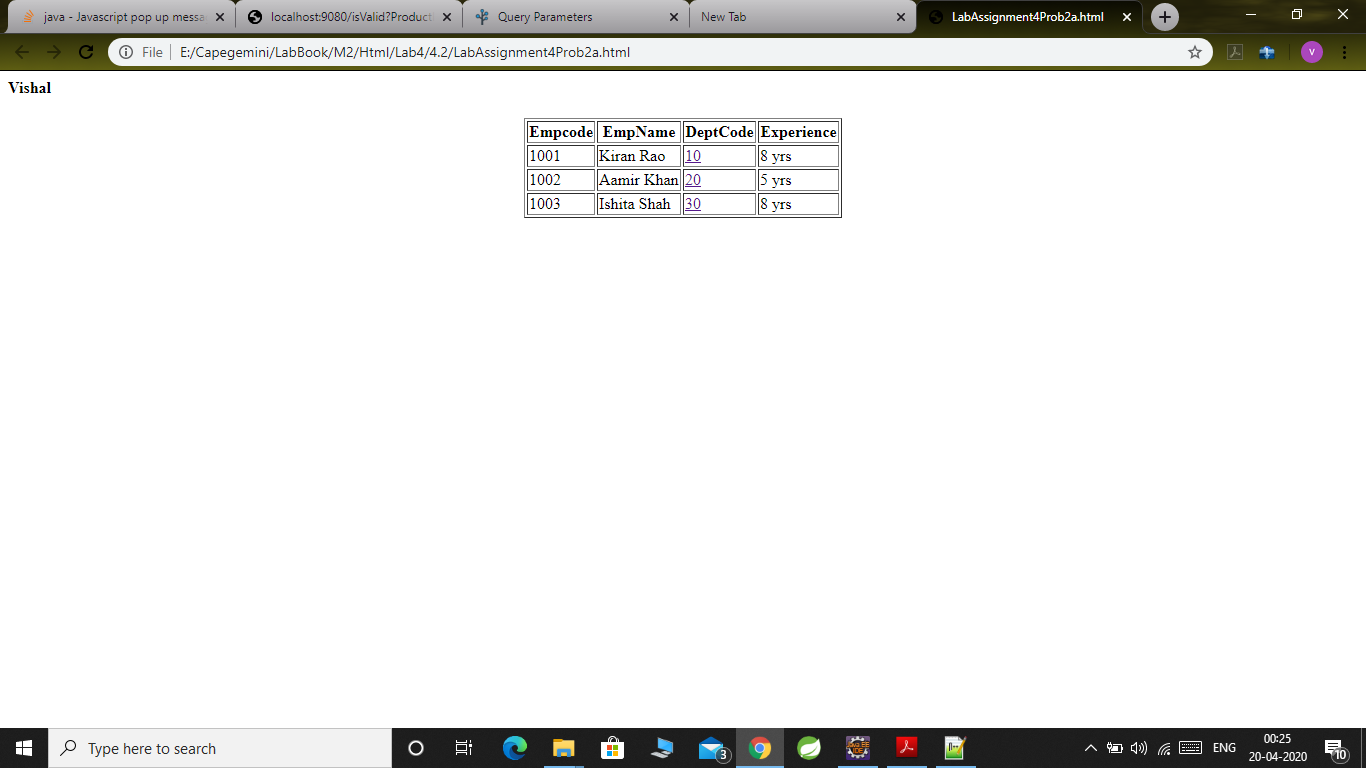 java - Javascript pop up messa
localhost:9080/isValid?Product
Query Parameters
New Tab
LabAssignment4Prob2a.html
File
E:/Capegemini/LabBook/M2/Html/Lab4/4.2/LabAssignment4Prob2a.html
V
Vishal
Empcode EmpName DeptCode Experience
1001 Kiran Rao 10 8 yrs
1002 Aamir Khan 20 5 yrs
1003 Ishita Shah 30 8 yrs
Type here to search
3
ENG
00:25
20-04-2020
10